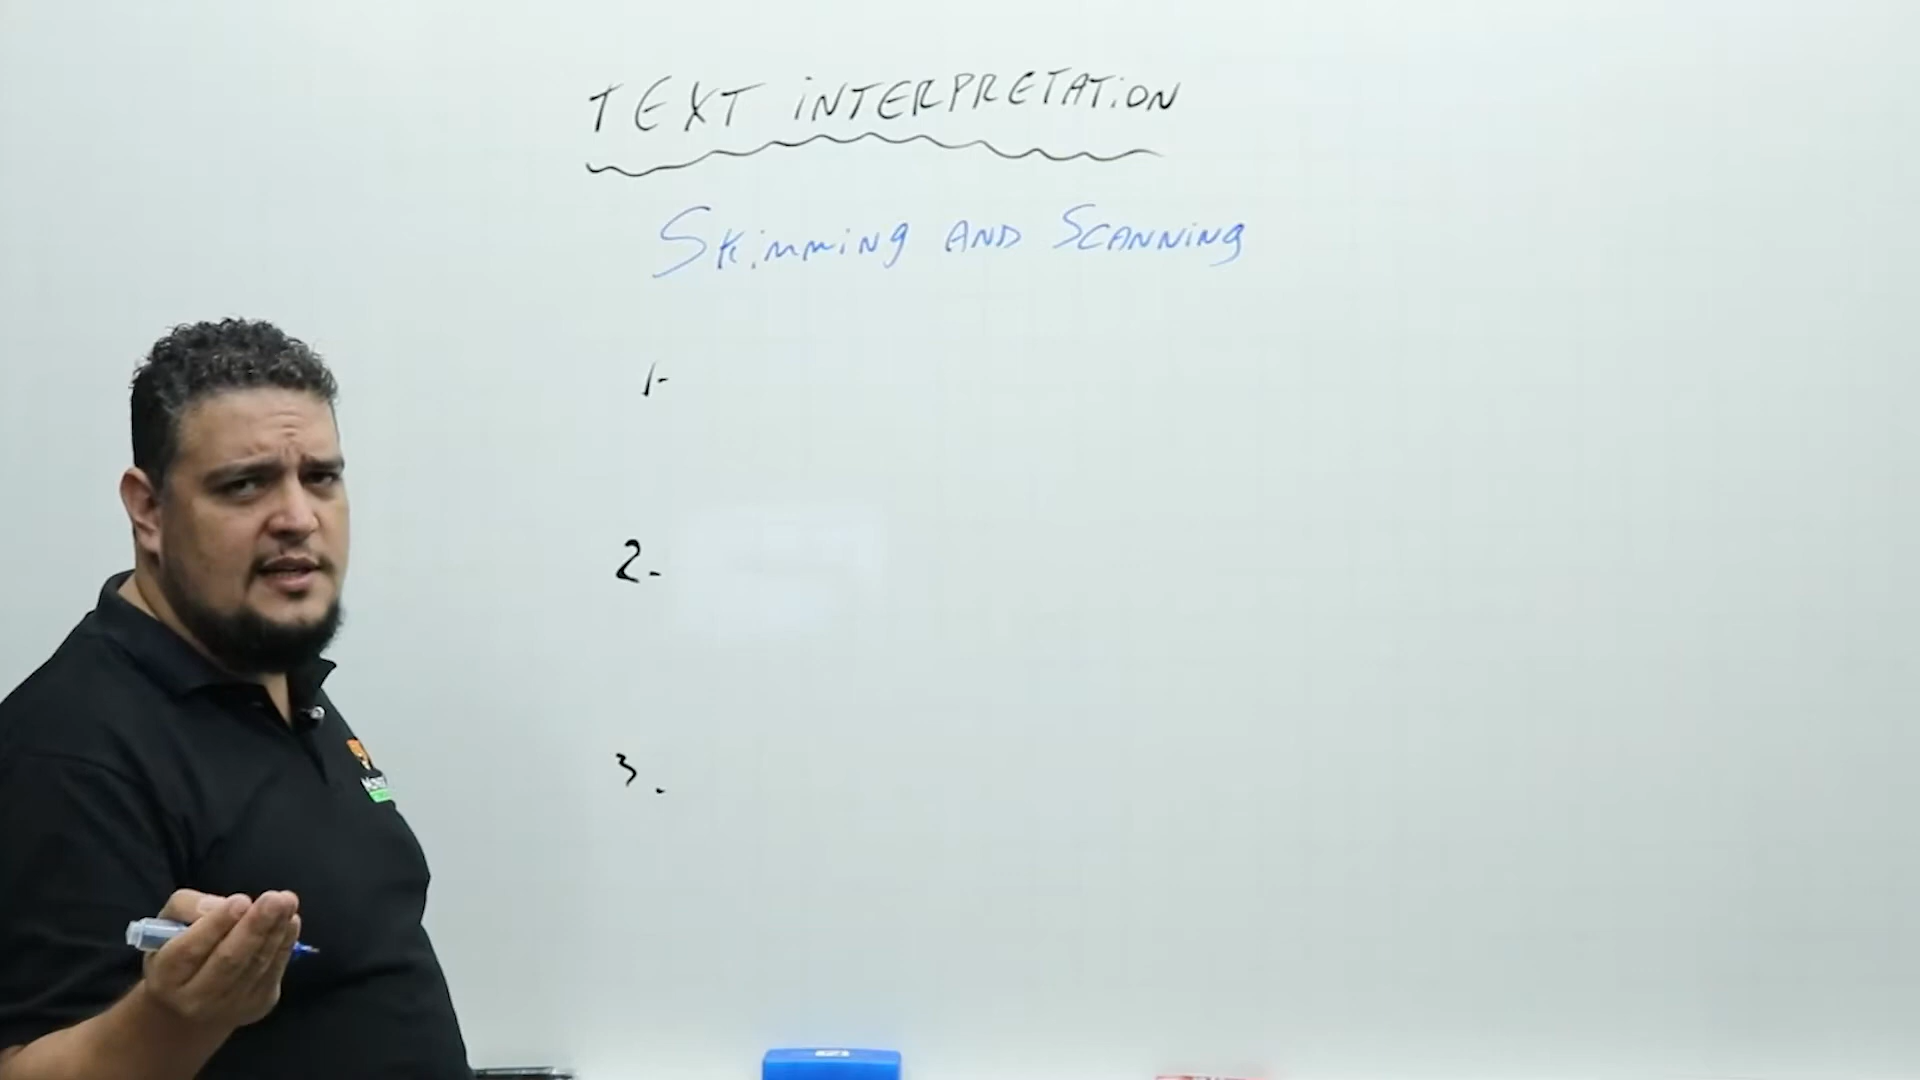 TEXT INTERPRETATION
SKIMMING AND SCANNING
1-
2-
3.